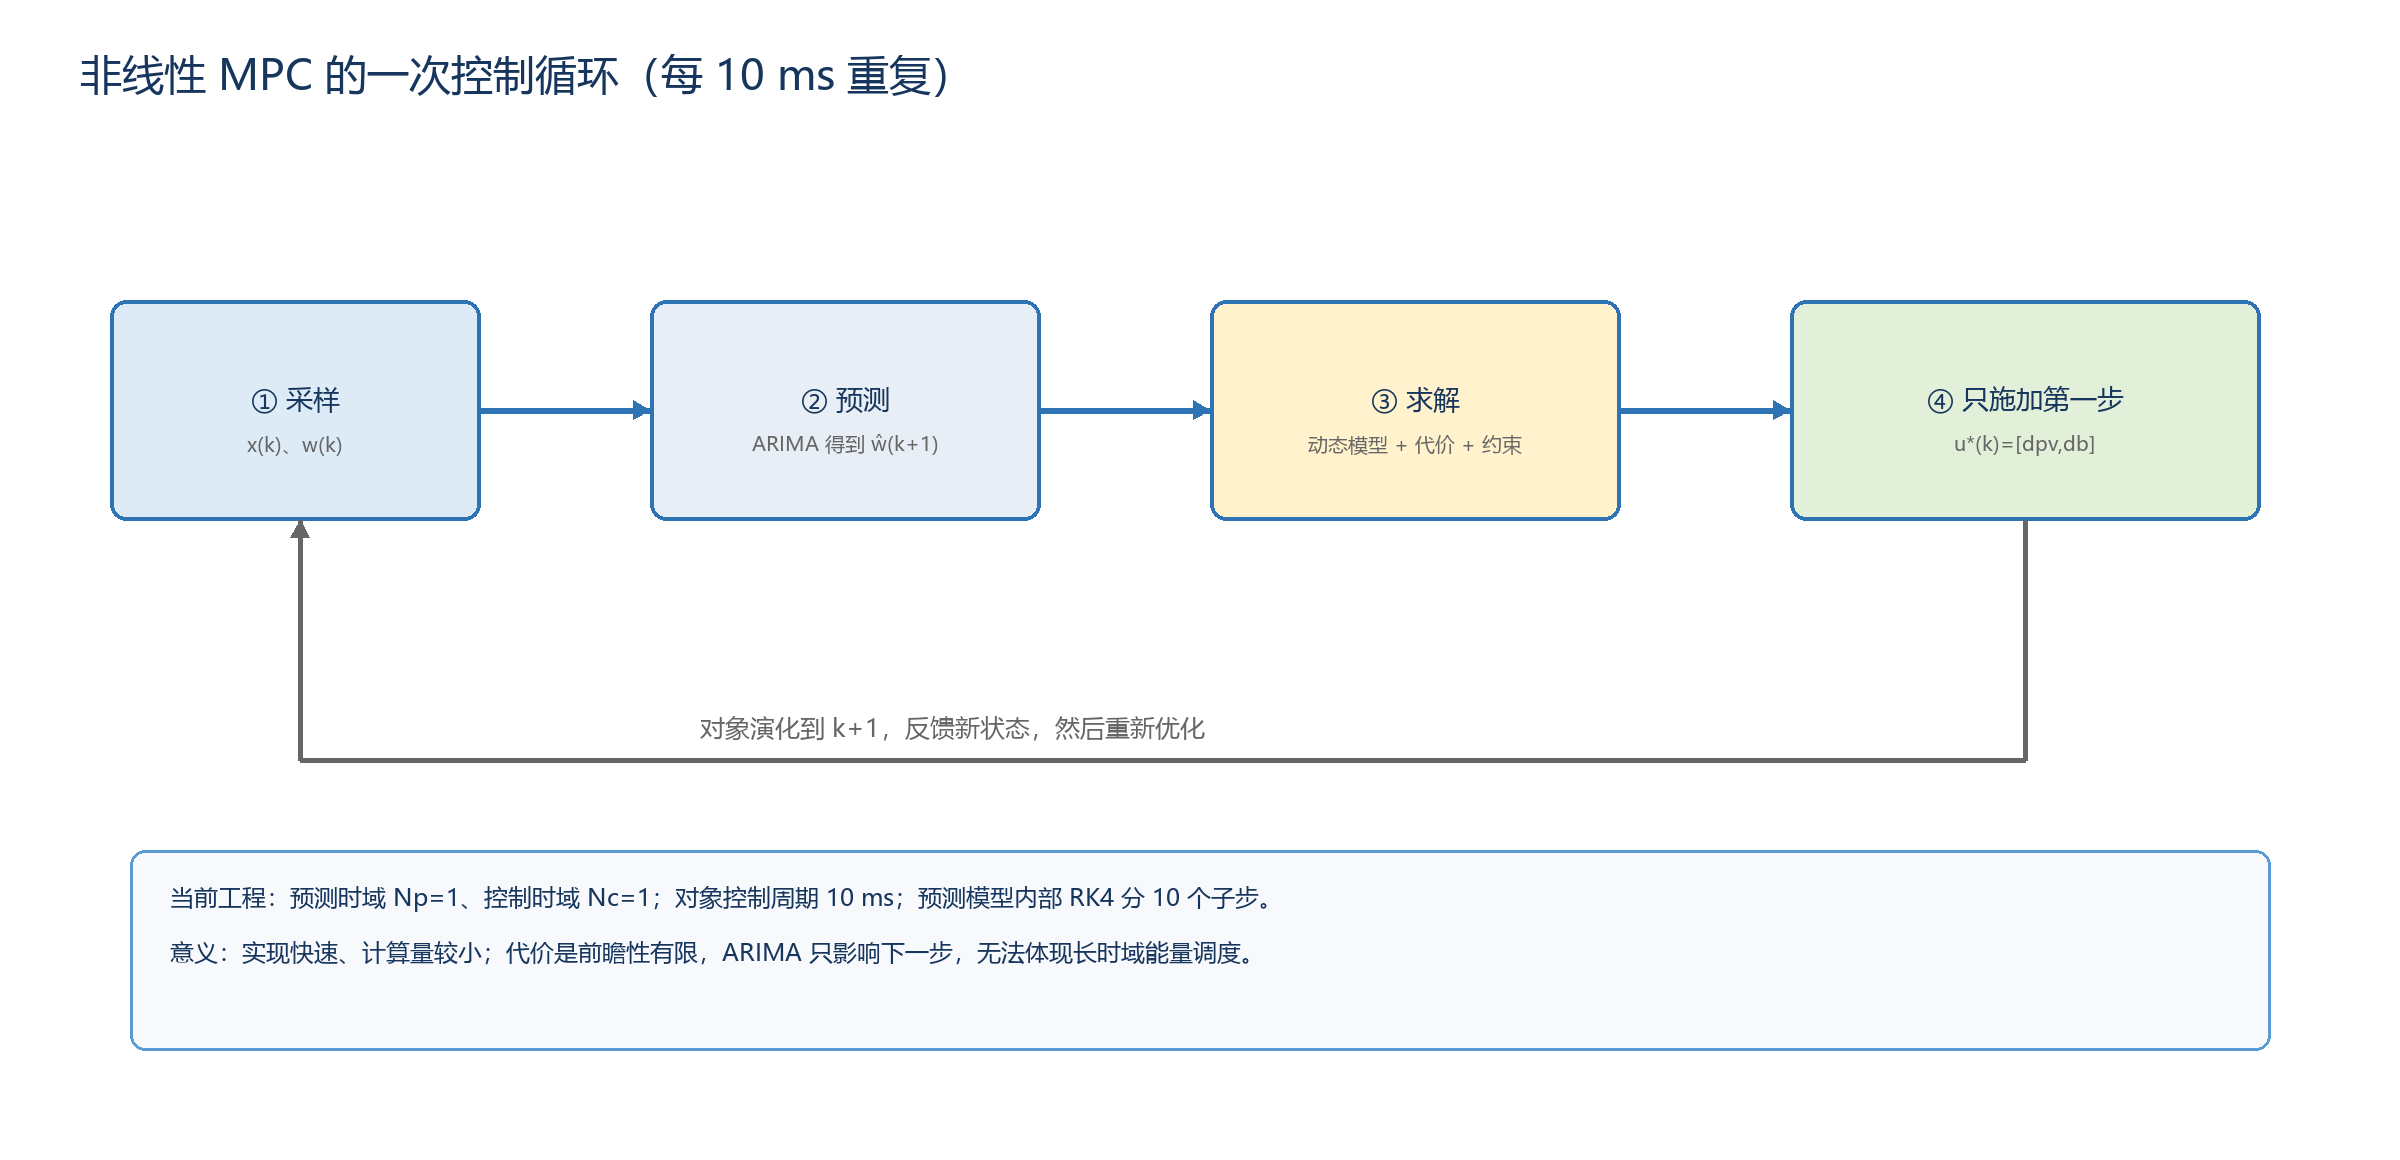 非线性 MPC 的一次控制循环（每 10 ms 重复）
① 采样
x(k)、w(k)
② 预测
ARIMA 得到 ŵ(k+1)
③ 求解
动态模型 + 代价 + 约束
④ 只施加第一步
u*(k)=[dpv,db]
对象演化到 k+1，反馈新状态，然后重新优化
当前工程：预测时域 Np=1、控制时域 Nc=1；对象控制周期 10 ms；预测模型内部 RK4 分 10 个子步。
意义：实现快速、计算量较小；代价是前瞻性有限，ARIMA 只影响下一步，无法体现长时域能量调度。